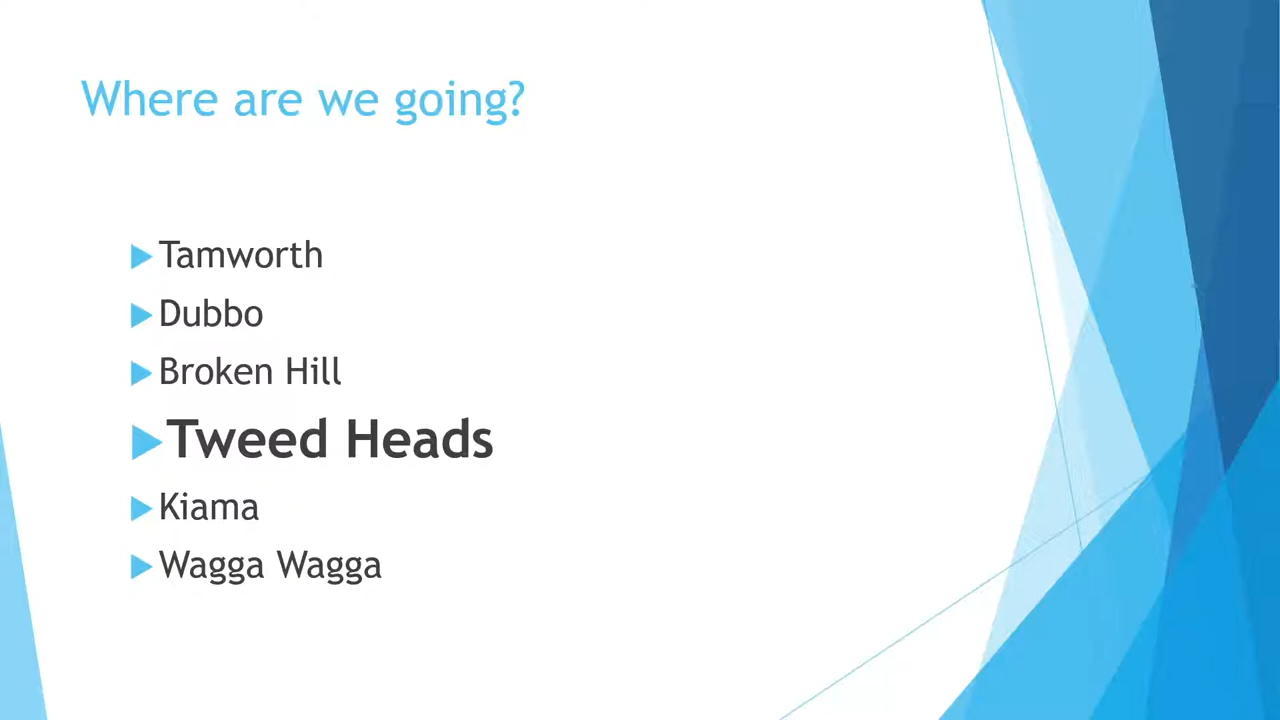 Where are we going?
Tamworth
Dubbo
Broken Hill
Tweed Heads
Kiama
Wagga Wagga